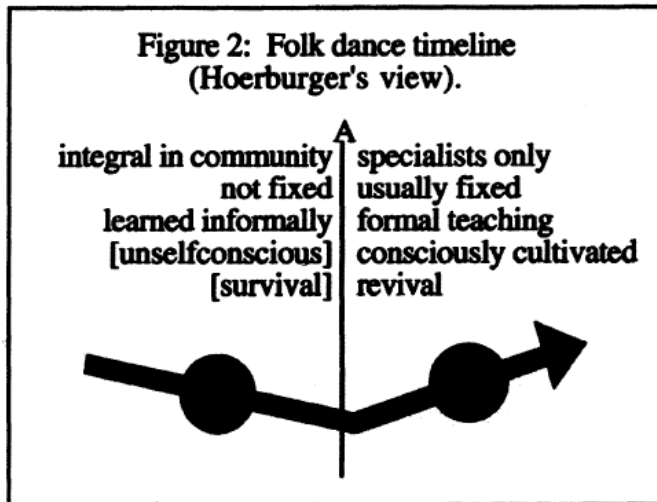 Figure 2: Folk dance timeline
(Hoerburger's view).
A
integral in community specialists only
not fixed usually fixed
learned informally formal teaching
[unselfconscious] consciously cultivated
[survival] revival